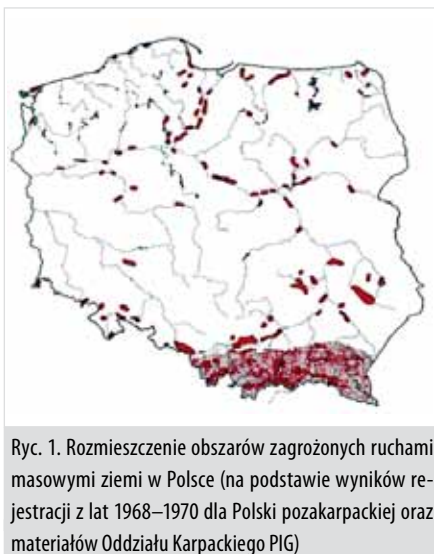 Ryc. 1. Rozmieszczenie obszarów zagrożonych ruchami
masowymi ziemi w Polsce (na podstawie wyników re-
jestracji z lat 1968–1970 dla Polski pozakarpackiej oraz
materiałów Oddziału Karpackiego PIG)